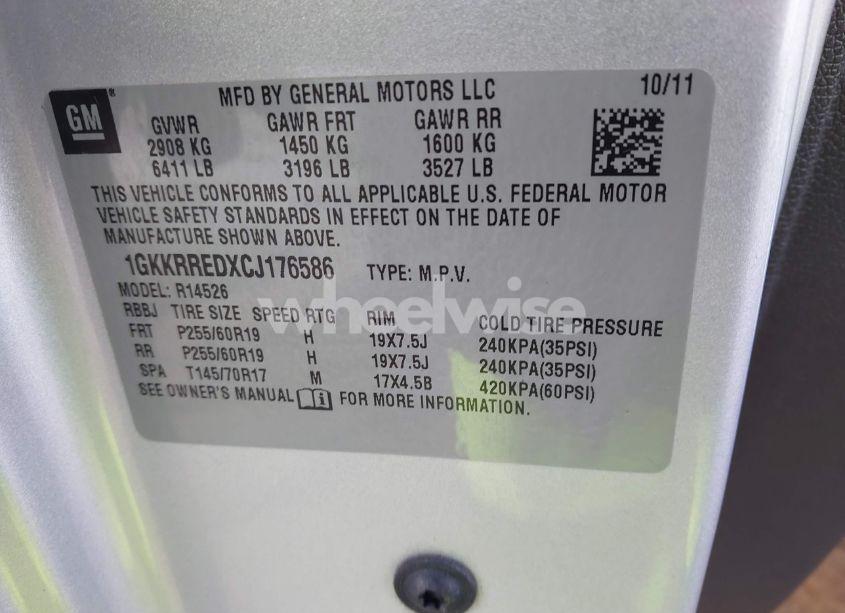 GM
MFD BY GENERAL MOTORS LLC 10/11
GVWR GAWR FRT GAWR RR
2908 KG 1450 KG 1600 KG
6411 LB 3196 LB 3527 LB
THIS VEHICLE CONFORMS TO ALL APPLICABLE U.S. FEDERAL MOTOR
VEHICLE SAFETY STANDARDS IN EFFECT ON THE DATE OF
MANUFACTURE SHOWN ABOVE.
1GKKRREDXCJ176586 TYPE: M.P.V.
MODEL: R14526
RBBJ TIRE SIZE SPEED RTG RIM COLD TIRE PRESSURE
FRT P255/60R19 H 19X7.5J 240KPA(35PSI)
RR P255/60R19 H 19X7.5J 240KPA(35PSI)
SPA T145/70R17 M 17X4.5B 420KPA(60PSI)
SEE OWNER'S MANUAL FOR MORE INFORMATION.
wheelwise